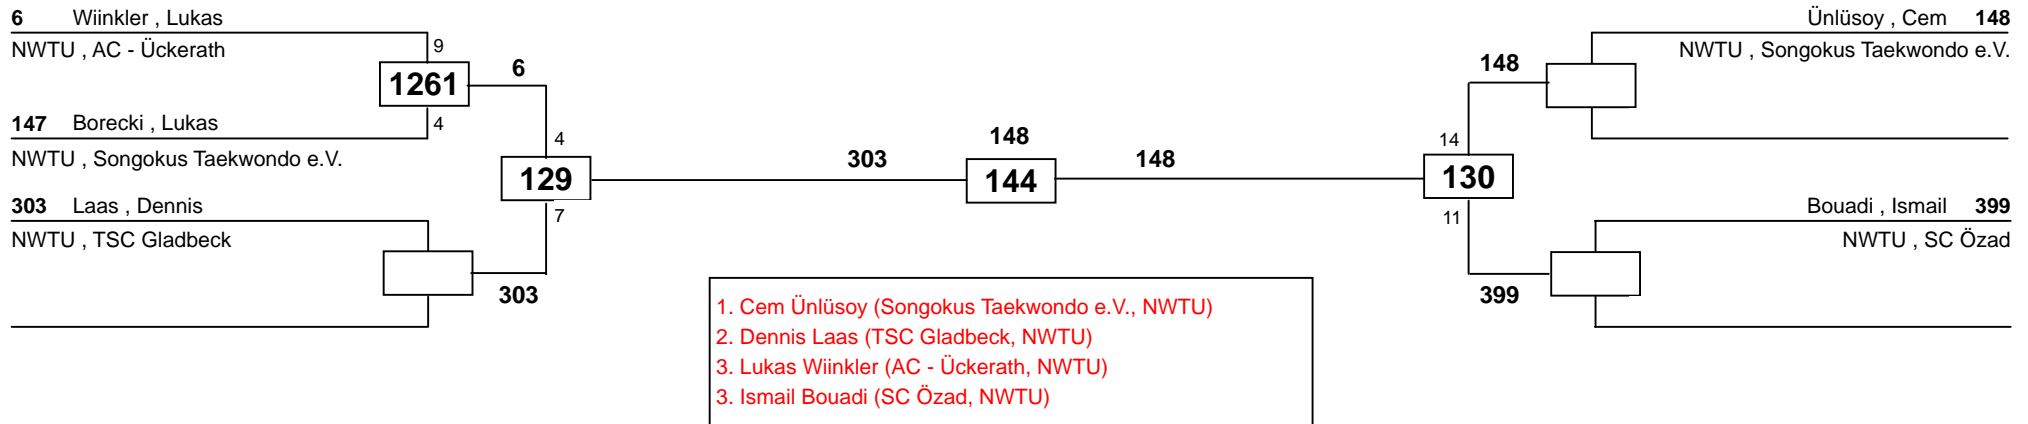 6 Wiinkler , Lukas
NWTU , AC - Ückerath
9
1261
6
147 Borecki , Lukas
4
NWTU , Songokus Taekwondo e.V.
4
129
7
303 Laas , Dennis
NWTU , TSC Gladbeck
303
303
148
144
148
Ünlüsoy , Cem 148
NWTU , Songokus Taekwondo e.V.
148
14
130
11
Bouadi , Ismail 399
NWTU , SC Özad
399
1. Cem Ünlüsoy (Songokus Taekwondo e.V., NWTU)
2. Dennis Laas (TSC Gladbeck, NWTU)
3. Lukas Wiinkler (AC - Ückerath, NWTU)
3. Ismail Bouadi (SC Özad, NWTU)